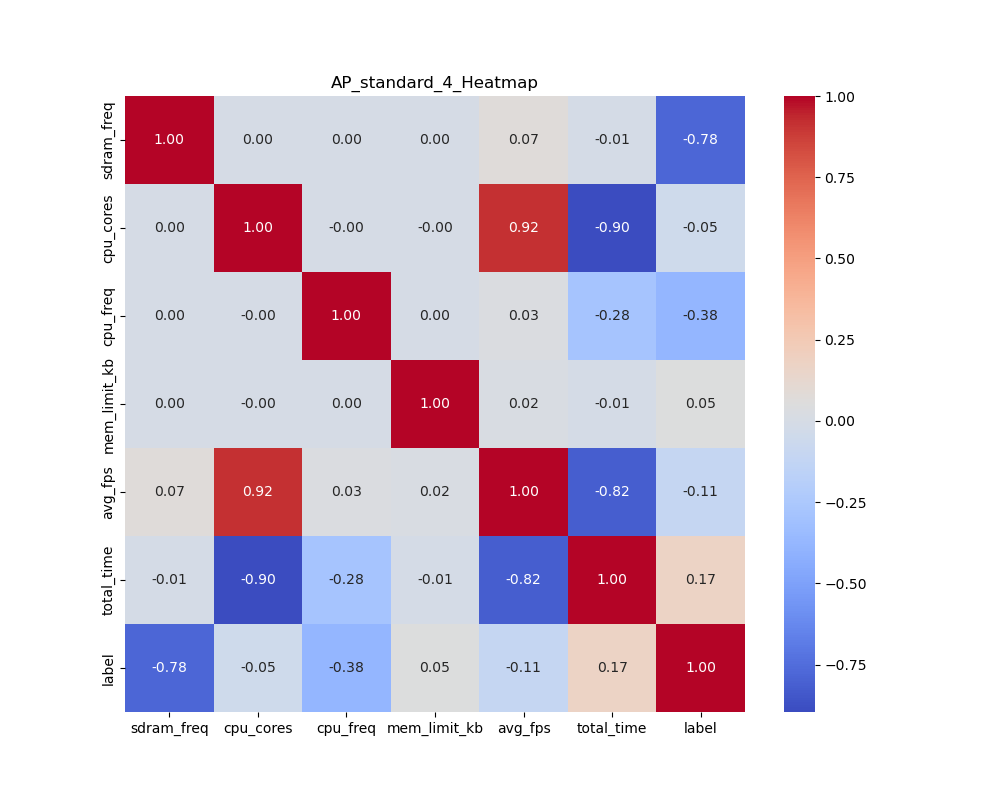 AP_standard_4_Heatmap
sdram_freq 1.00 0.00 0.00 0.00 0.07 -0.01 -0.78
cpu_cores 0.00 1.00 -0.00 -0.00 0.92 -0.90 -0.05
cpu_freq 0.00 -0.00 1.00 0.00 0.03 -0.28 -0.38
mem_limit_kb 0.00 -0.00 0.00 1.00 0.02 -0.01 0.05
avg_fps 0.07 0.92 0.03 0.02 1.00 -0.82 -0.11
total_time -0.01 -0.90 -0.28 -0.01 -0.82 1.00 0.17
label -0.78 -0.05 -0.38 0.05 -0.11 0.17 1.00
sdram_freq cpu_cores cpu_freq mem_limit_kb avg_fps total_time label
1.00
0.75
0.50
0.25
0.00
−0.25
−0.50
−0.75